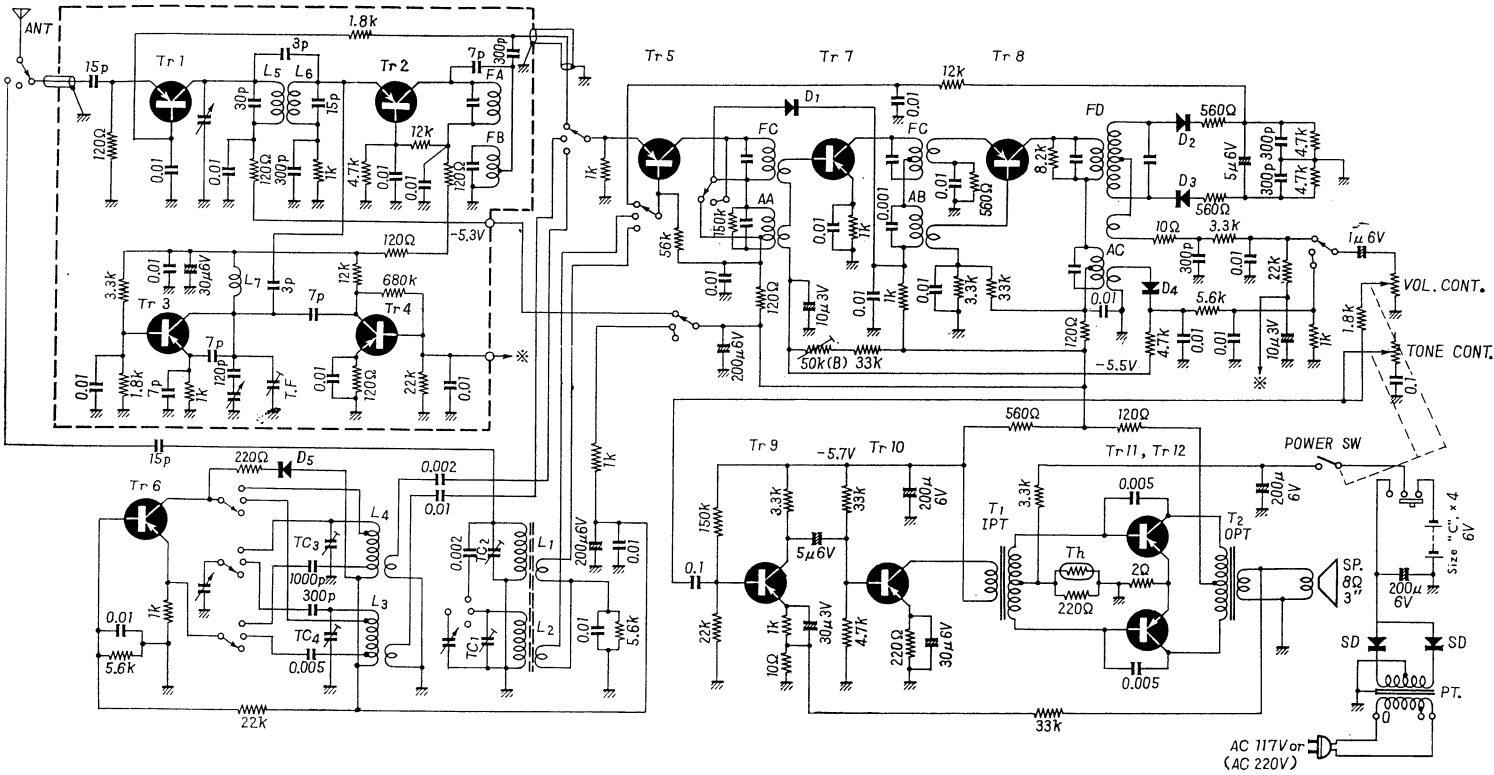 ANT
15p
120Ω
Tr 1
0.01
1.8k
3p
L5
L6
30p
15p
0.01
120Ω
300p
1k
Tr 2
7p
300p
FA
FB
12k
4.7k
0.01
0.01
120Ω
-5.3V
120Ω
3.3k
0.01
30μ6V
L7
3p
12k
680k
Tr 3
7p
Tr 4
7p
120p
T.F
0.01
1.8k
7p
1k
0.01
120Ω
22k
0.01
※
15p
Tr 5
1k
56k
0.01
150k
D1
FC
AA
120Ω
200μ6V
10μ3V
50k(B)
33k
Tr 7
0.01
1k
0.01
1k
0.01
12k
FC
AB
0.001
0.01
560Ω
Tr 8
0.01
3.3k
33k
8.2k
FD
AC
0.01
120Ω
-5.5V
D2
560Ω
D3
560Ω
5μ6V
300p
300p
4.7k
4.7k
10Ω
3.3k
300p
0.01
22k
1μ 6V
D4
5.6k
4.7k
0.01
0.01
10μ3V
1k
※
VOL. CONT.
1.8k
TONE CONT.
0.1
Tr 6
220Ω
D5
0.01
5.6k
1k
22k
TC3
1000p
300p
TC4
0.005
L4
L3
0.002
0.01
0.002
TC2
TC1
L1
L2
1k
200μ6V
0.01
0.01
5.6k
560Ω
120Ω
Tr 9
-5.7V
Tr 10
Tr 11, Tr 12
150k
3.3k
33k
200μ
6V
5μ6V
0.1
22k
1k
10Ω
30μ3V
4.7k
220Ω
30μ6V
33k
T1
IPT
3.3k
Th
220Ω
2Ω
0.005
0.005
T2
OPT
SP.
8Ω
3"
POWER SW
200μ
6V
Size "C", x 4
6V
200μ
6V
SD
SD
PT.
0
AC 117V or
(AC 220V)